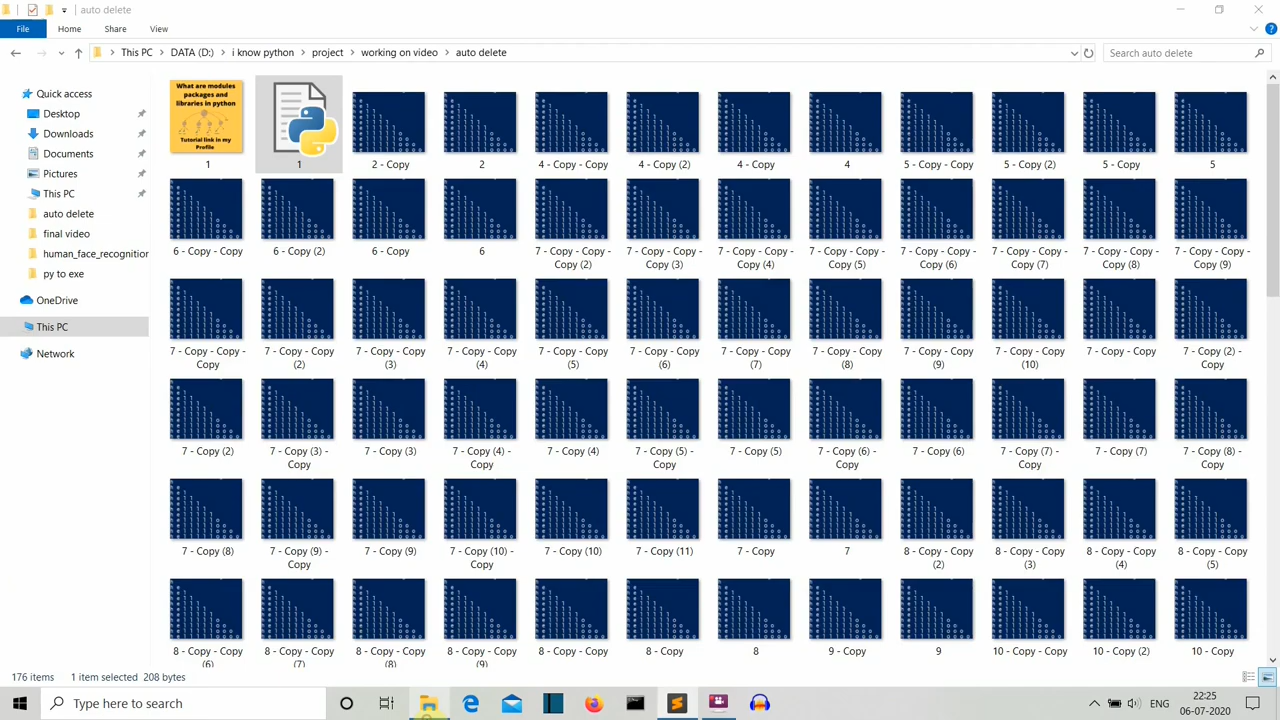 auto delete
File Home Share View
This PC DATA (D:) i know python project working on video auto delete
Search auto delete
Quick access
Desktop
Downloads
Documents
Pictures
This PC
auto delete
final video
human_face_recognition
py to exe
OneDrive
This PC
Network
What are modules
packages and
libraries in python
Tutorial link in my
Profile
1 1 2 - Copy 2 4 - Copy - Copy 4 - Copy (2) 4 - Copy 4 5 - Copy - Copy 5 - Copy (2) 5 - Copy 5
6 - Copy - Copy 6 - Copy (2) 6 - Copy 6 7 - Copy - Copy - 7 - Copy - Copy - 7 - Copy - Copy - 7 - Copy - Copy - 7 - Copy - Copy - 7 - Copy - Copy - 7 - Copy - Copy - 7 - Copy - Copy -
Copy (2) Copy (3) Copy (4) Copy (5) Copy (6) Copy (7) Copy (8) Copy (9)
7 - Copy - Copy - 7 - Copy - Copy 7 - Copy - Copy 7 - Copy - Copy 7 - Copy - Copy 7 - Copy - Copy 7 - Copy - Copy 7 - Copy - Copy 7 - Copy - Copy 7 - Copy - Copy 7 - Copy - Copy 7 - Copy (2) -
Copy (2) (3) (4) (5) (6) (7) (8) (9) (10) Copy
7 - Copy (2) 7 - Copy (3) - 7 - Copy (3) 7 - Copy (4) - 7 - Copy (4) 7 - Copy (5) - 7 - Copy (5) 7 - Copy (6) - 7 - Copy (6) 7 - Copy (7) - 7 - Copy (7) 7 - Copy (8) -
Copy Copy Copy Copy Copy Copy
7 - Copy (8) 7 - Copy (9) - 7 - Copy (9) 7 - Copy (10) - 7 - Copy (10) 7 - Copy (11) 7 - Copy 7 8 - Copy - Copy 8 - Copy - Copy 8 - Copy - Copy 8 - Copy - Copy
Copy Copy (2) (3) (4) (5)
8 - Copy - Copy 8 - Copy - Copy 8 - Copy - Copy 8 - Copy - Copy 8 - Copy - Copy 8 - Copy 8 9 - Copy 9 10 - Copy - Copy 10 - Copy (2) 10 - Copy
(6) (7) (8) (9)
176 items 1 item selected 208 bytes
Type here to search
ENG
22:25
06-07-2020